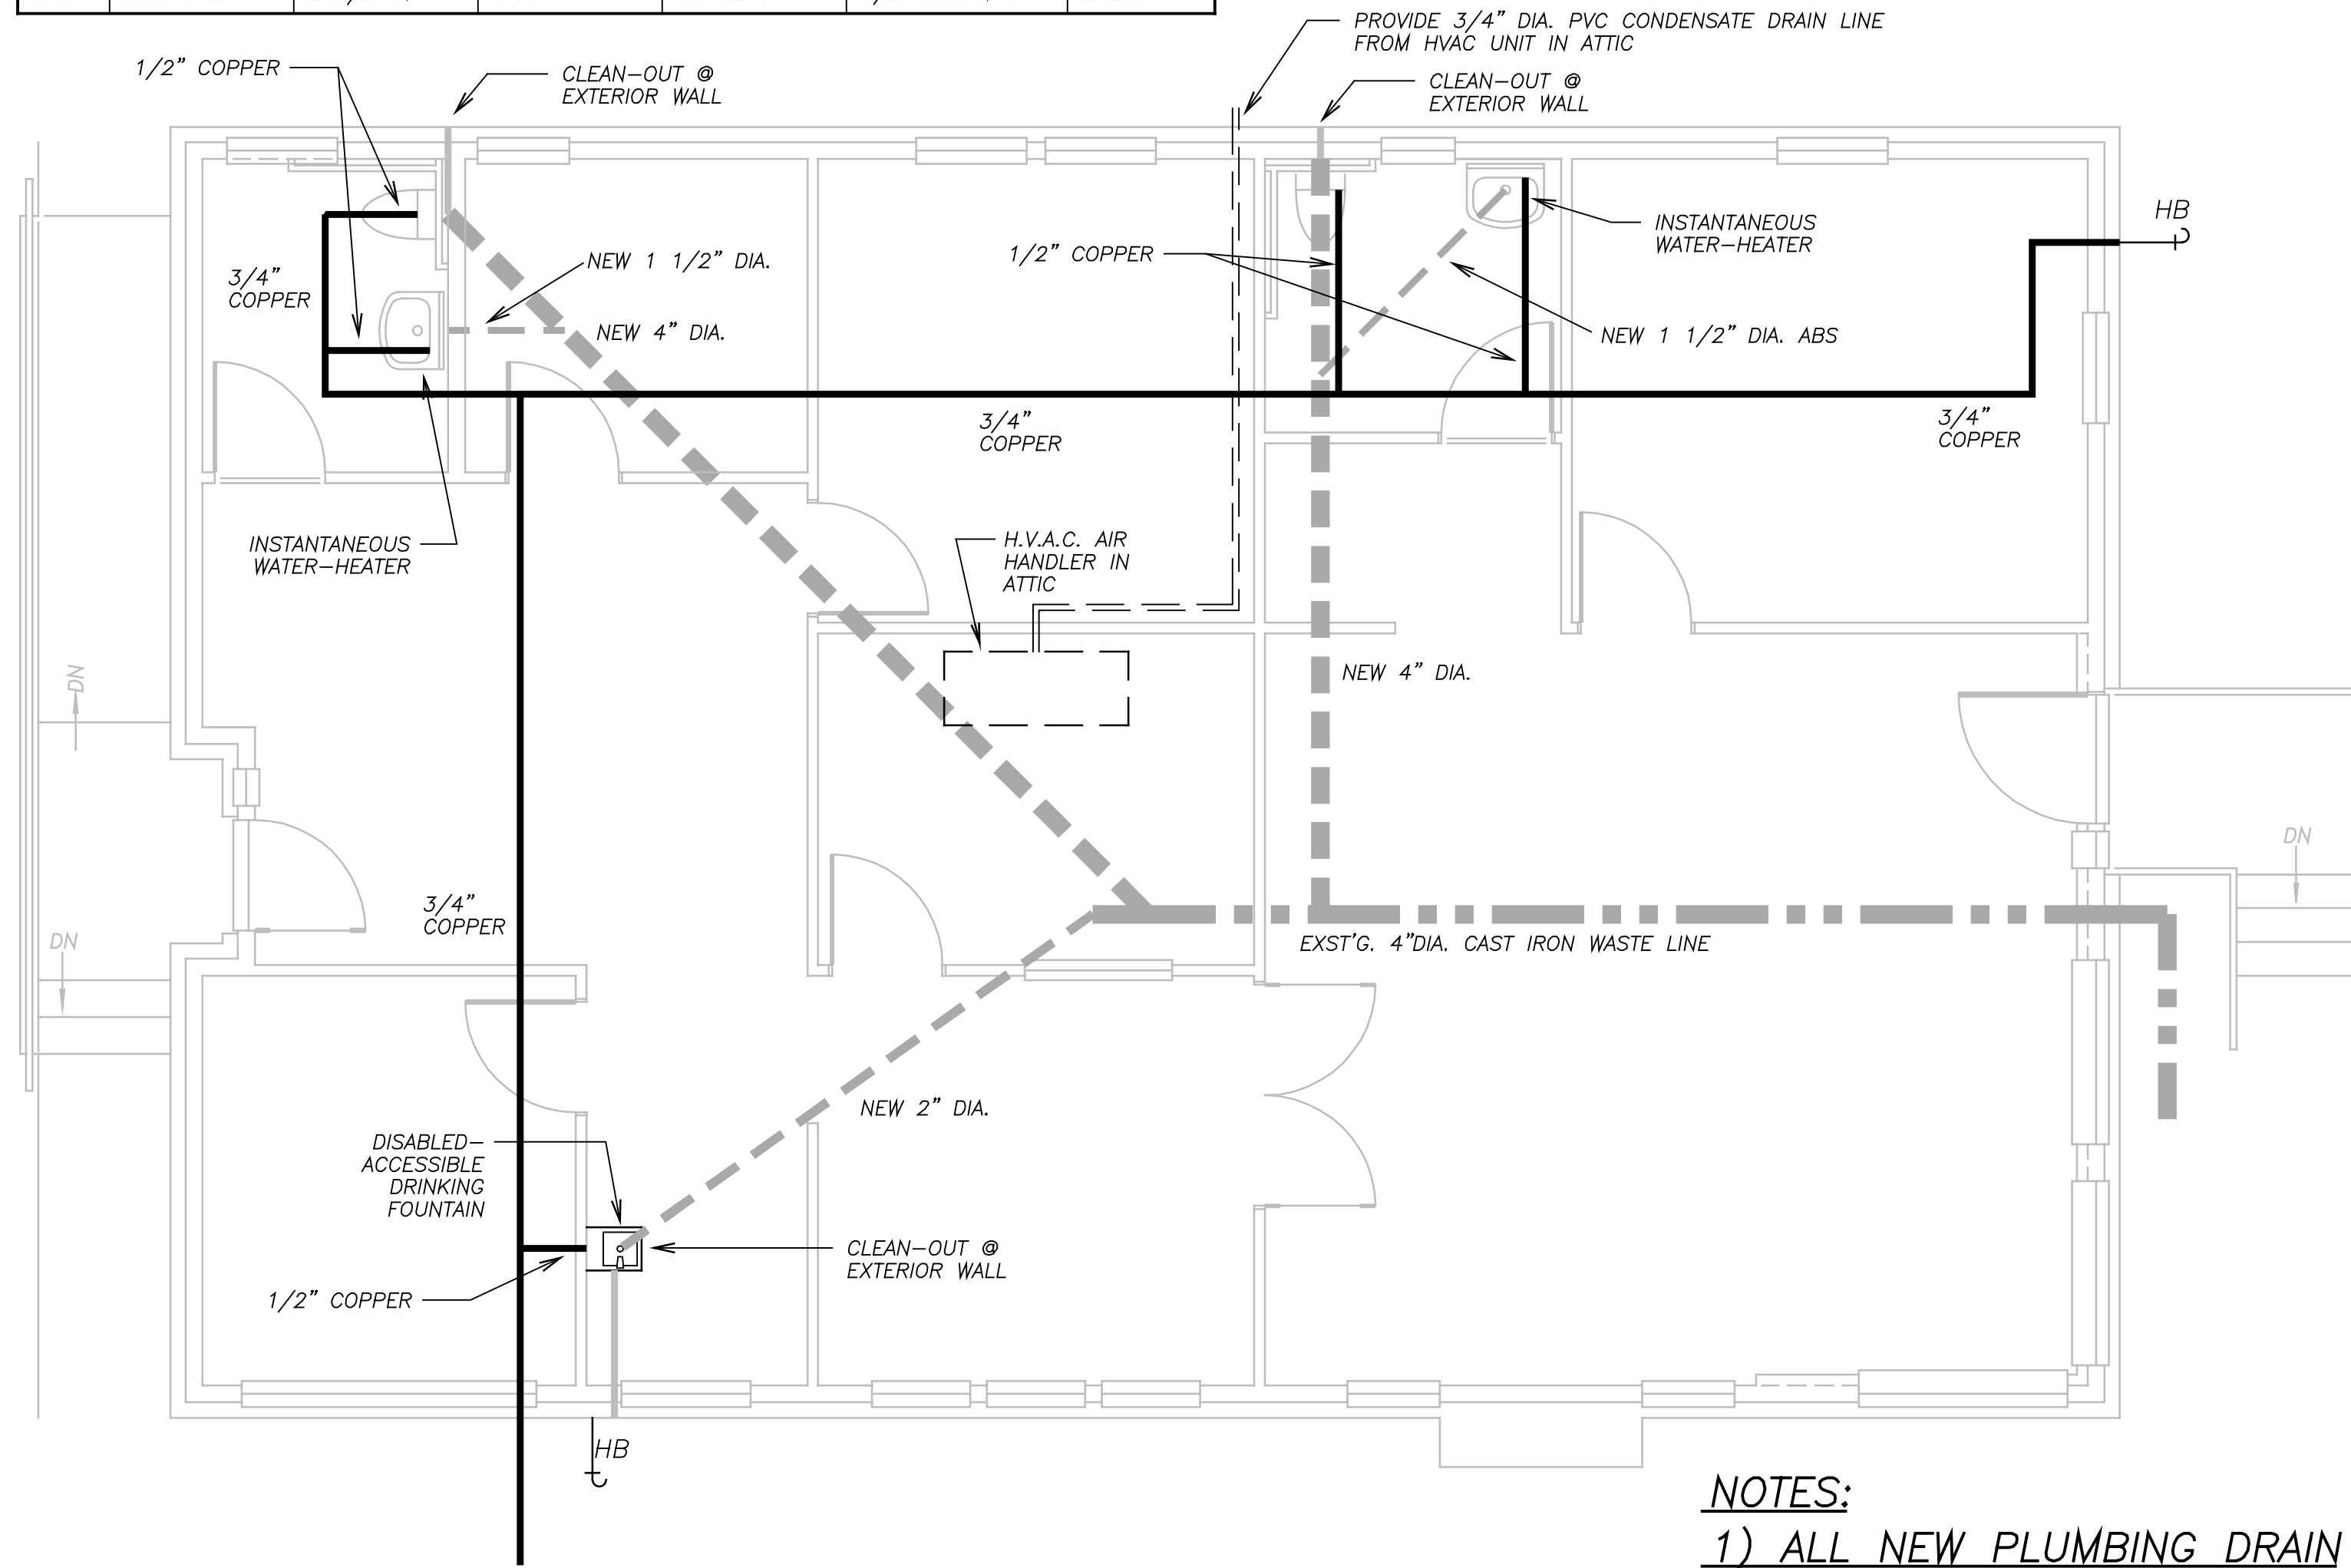 PROVIDE 3/4" DIA. PVC CONDENSATE DRAIN LINE
FROM HVAC UNIT IN ATTIC
1/2" COPPER
CLEAN-OUT @
EXTERIOR WALL
CLEAN-OUT @
EXTERIOR WALL
HB
INSTANTANEOUS
WATER-HEATER
1/2" COPPER
NEW 1 1/2" DIA.
3/4"
COPPER
NEW 4" DIA.
NEW 1 1/2" DIA. ABS
3/4"
COPPER
3/4"
COPPER
INSTANTANEOUS
WATER-HEATER
H.V.A.C. AIR
HANDLER IN
ATTIC
DN
NEW 4" DIA.
DN
3/4"
COPPER
DN
EXST'G. 4"DIA. CAST IRON WASTE LINE
NEW 2" DIA.
DISABLED-
ACCESSIBLE
DRINKING
FOUNTAIN
CLEAN-OUT @
EXTERIOR WALL
1/2" COPPER
HB
NOTES:
1) ALL NEW PLUMBING DRAIN